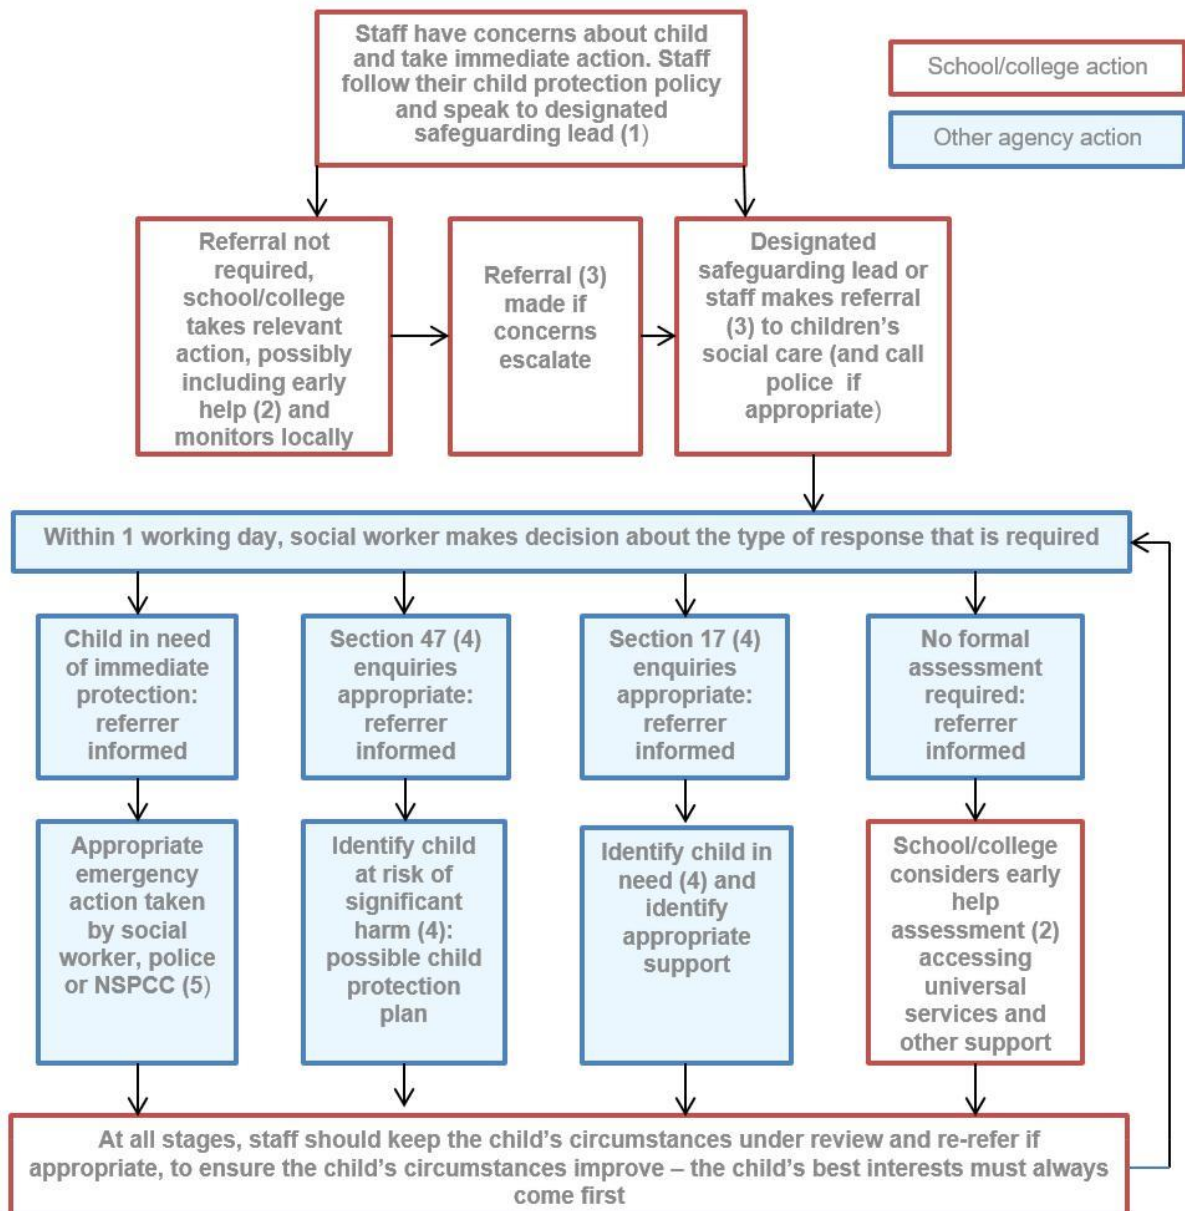 Staff have concerns about child
and take immediate action. Staff
follow their child protection policy
and speak to designated
safeguarding lead (1)
School/college action
Other agency action
Referral not
required,
school/college
takes relevant
action, possibly
including early
help (2) and
monitors locally
Referral (3)
made if
concerns
escalate
Designated
safeguarding lead or
staff makes referral
(3) to children’s
social care (and call
police if
appropriate)
Within 1 working day, social worker makes decision about the type of response that is required
Child in need
of immediate
protection:
referrer
informed
Section 47 (4)
enquiries
appropriate:
referrer
informed
Section 17 (4)
enquiries
appropriate:
referrer
informed
No formal
assessment
required:
referrer
informed
Appropriate
emergency
action taken
by social
worker, police
or NSPCC (5)
Identify child
at risk of
significant
harm (4):
possible child
protection
plan
Identify child in
need (4) and
identify
appropriate
support
School/college
considers early
help
assessment (2)
accessing
universal
services and
other support
At all stages, staff should keep the child’s circumstances under review and re-refer if
appropriate, to ensure the child’s circumstances improve – the child’s best interests must always
come first